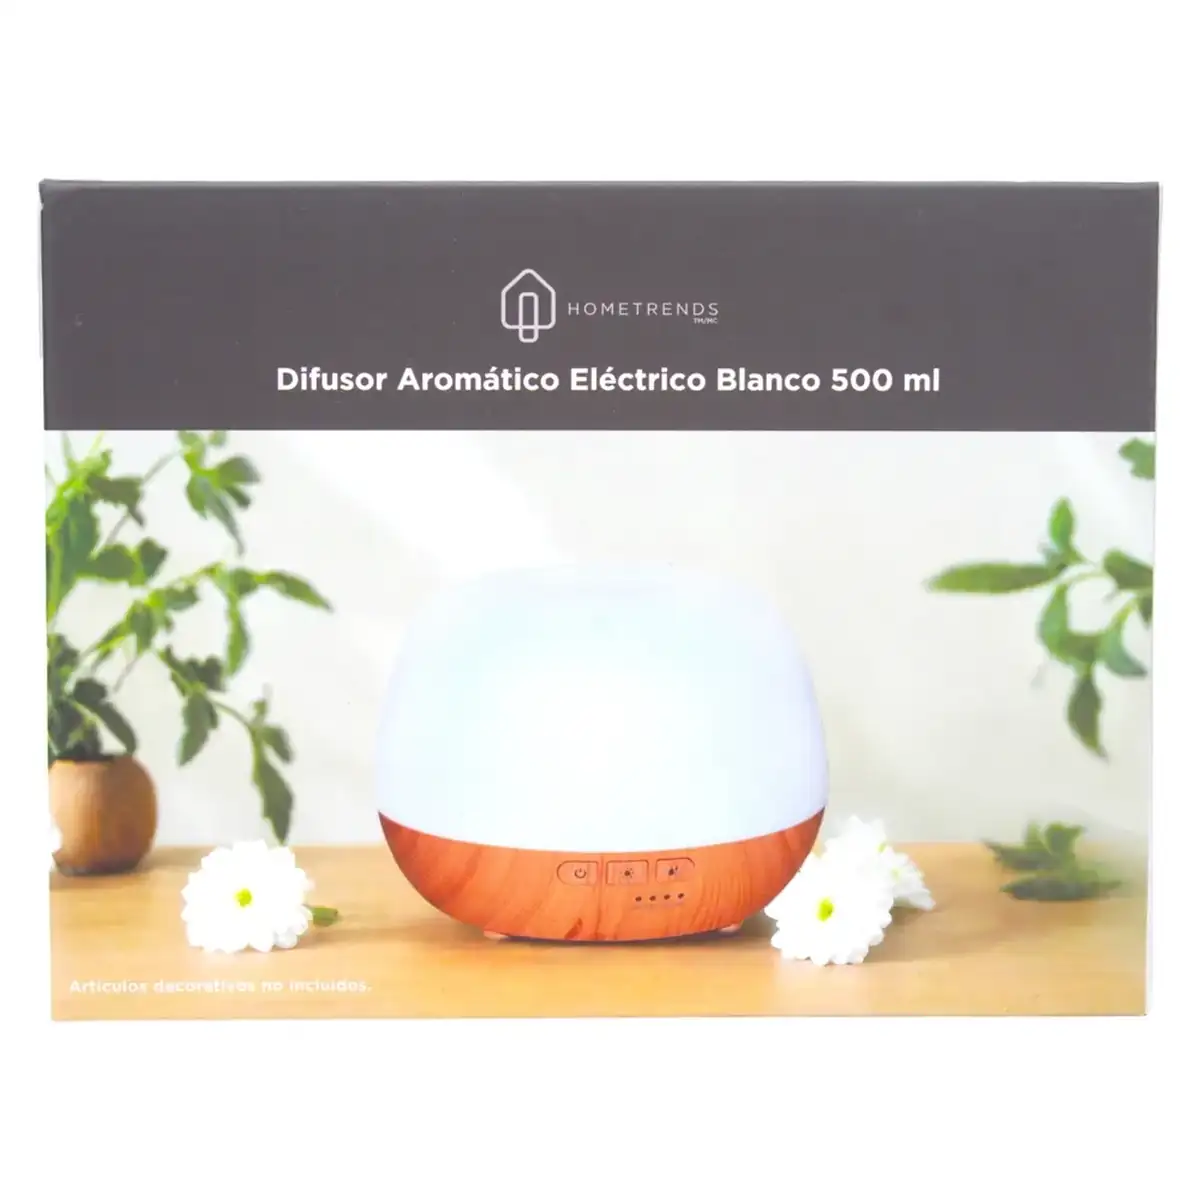 HOMETRENDS
TM/MC
Difusor Aromático Eléctrico Blanco 500 ml
Artículos decorativos no incluidos.